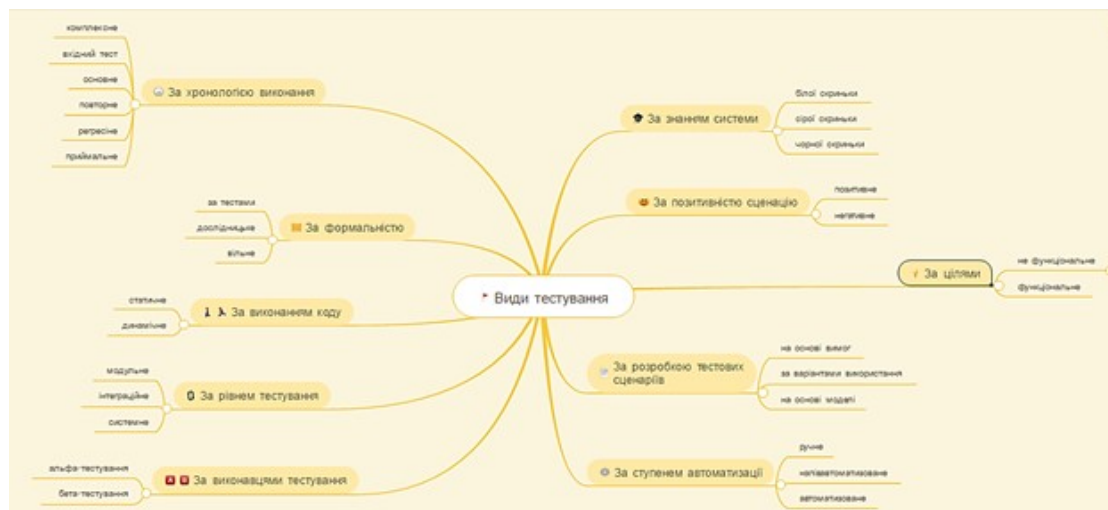 комплексне
вхідний тест
основне
повторне
регресіне
приймальне
За хронологією виконання
за тестами
дослідницьке
вільне
За формальністю
статичне
динамічне
За виконанням коду
модульне
інтеграційне
системне
За рівнем тестування
альфа-тестування
бета-тестування
За виконавцями тестування
Види тестування
За знанням системи
білої скриньки
сірої скриньки
чорної скриньки
За позитивністю сценацію
позитивне
негативне
За цілями
не функціональне
функціональне
За розробкою тестових
сценаріїв
на основі вимог
за варіантами використання
на основі моделі
За ступенем автоматизації
ручне
напівавтоматизоване
автоматизоване